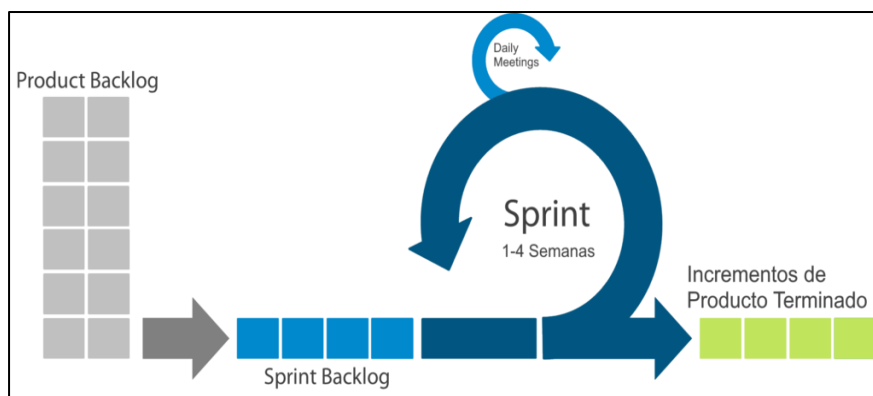 Daily
Meetings
Product Backlog
Sprint
1-4 Semanas
Incrementos de
Producto Terminado
Sprint Backlog